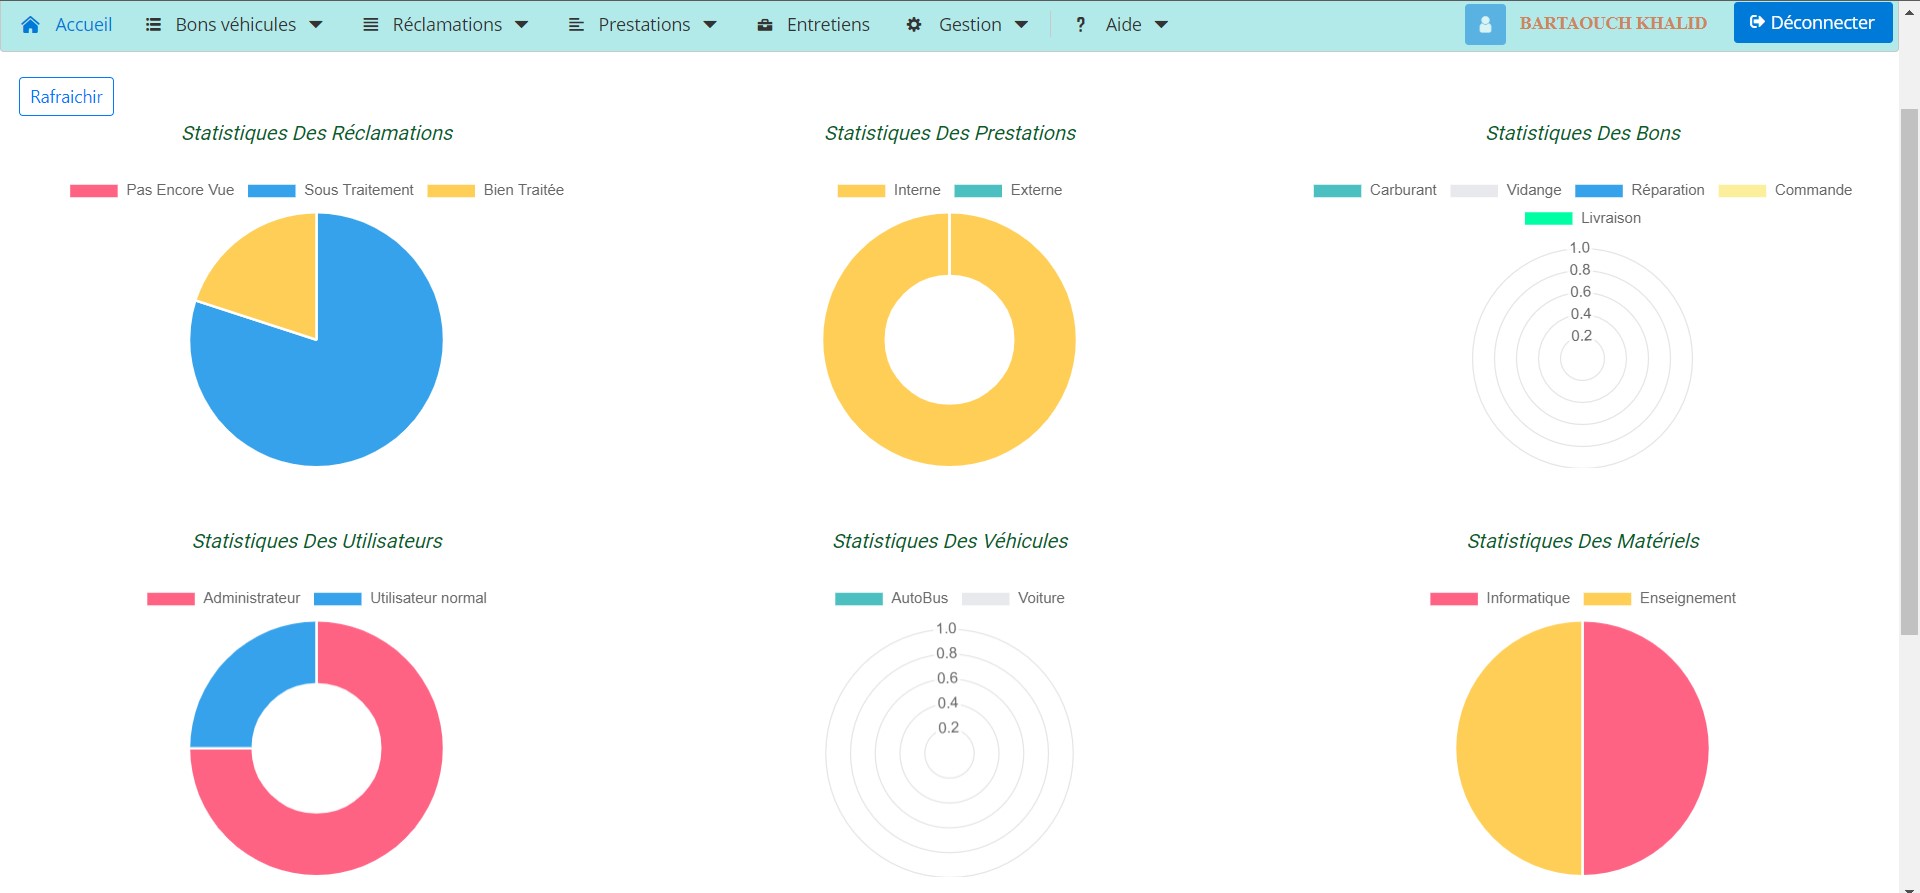 Accueil Bons véhicules Réclamations Prestations Entretiens Gestion ? Aide BARTAOUCH KHALID Déconnecter
Rafraichir
Statistiques Des Réclamations
Pas Encore Vue Sous Traitement Bien Traitée
Statistiques Des Prestations
Interne Externe
Statistiques Des Bons
Carburant Vidange Réparation Commande
Livraison
1.0
0.8
0.6
0.4
0.2
Statistiques Des Utilisateurs
Administrateur Utilisateur normal
Statistiques Des Véhicules
AutoBus Voiture
1.0
0.8
0.6
0.4
0.2
Statistiques Des Matériels
Informatique Enseignement